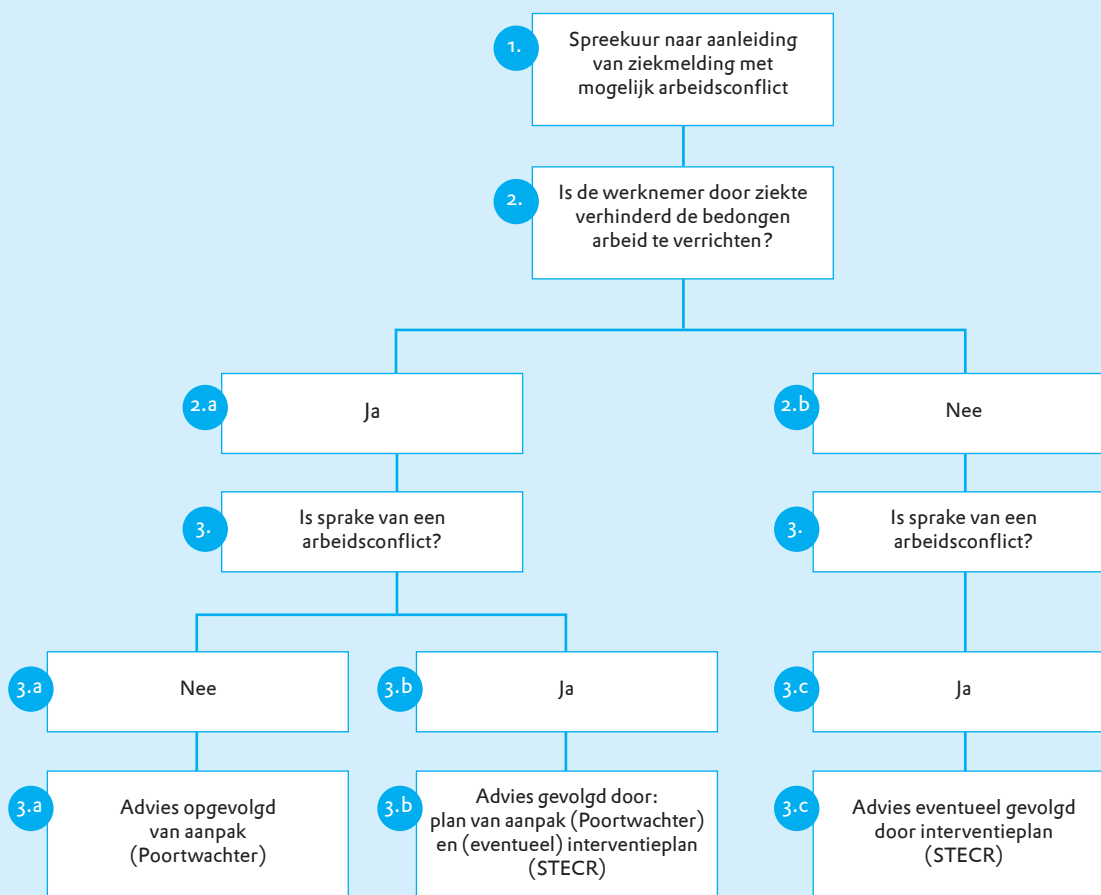 1.
Spreekuur naar aanleiding
van ziekmelding met
mogelijk arbeidsconflict
2.
Is de werknemer door ziekte
verhinderd de bedongen
arbeid te verrichten?
2.a
Ja
2.b
Nee
3.
Is sprake van een
arbeidsconflict?
3.
Is sprake van een
arbeidsconflict?
3.a
Nee
3.b
Ja
3.c
Ja
3.a
Advies opgevolgd
van aanpak
(Poortwachter)
3.b
Advies gevolgd door:
plan van aanpak (Poortwachter)
en (eventueel) interventieplan
(STECR)
3.c
Advies eventueel gevolgd
door interventieplan
(STECR)